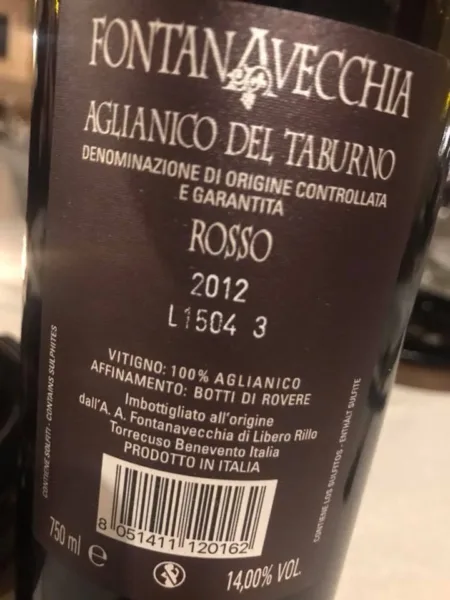 FONTANAVECCHIA
AGLIANICO DEL TABURNO
DENOMINAZIONE DI ORIGINE CONTROLLATA
E GARANTITA
ROSSO
2012
L1504 3
VITIGNO: 100% AGLIANICO
AFFINAMENTO: BOTTI DI ROVERE
Imbottigliato all'origine
dall'A. A. Fontanavecchia di Libero Rillo
Torrecuso Benevento Italia
PRODOTTO IN ITALIA
CONTIENE SOLFITI - CONTAINS SULPHITES
CONTIENE LOS SULFITOS - ENTHÄLT SULFITE
8 051411 120162
750 ml e
14,00% VOL.